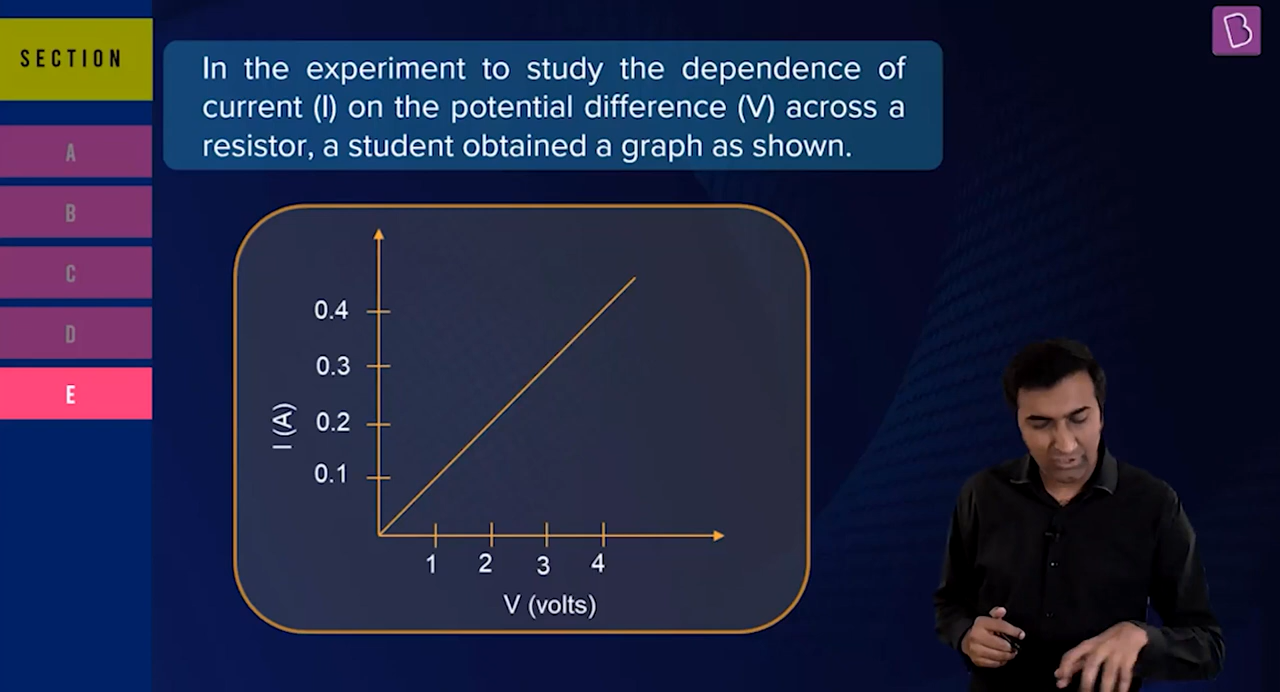 SECTION
A
B
C
D
E
B
In the experiment to study the dependence of
current (I) on the potential difference (V) across a
resistor, a student obtained a graph as shown.
0.4
0.3
0.2
0.1
I (A)
1 2 3 4
V (volts)